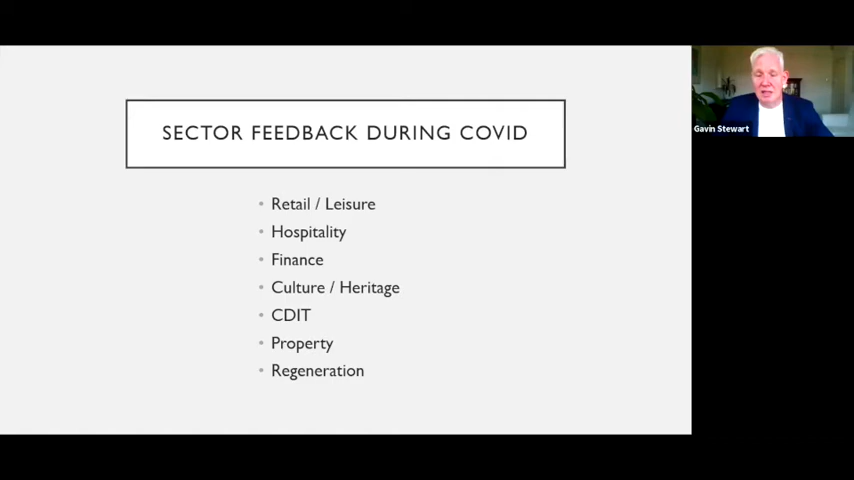 SECTOR FEEDBACK DURING COVID
• Retail / Leisure
• Hospitality
• Finance
• Culture / Heritage
• CDIT
• Property
• Regeneration
Gavin Stewart